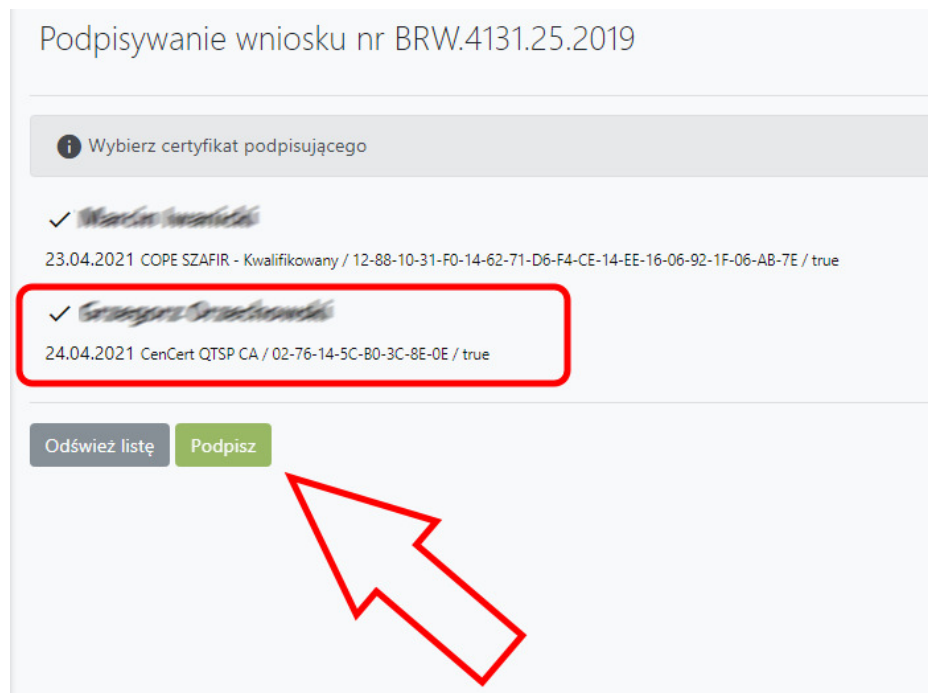 Podpisywanie wniosku nr BRW.4131.25.2019
Wybierz certyfikat podpisującego
23.04.2021 COPE SZAFIR - Kwalifikowany / 12-88-10-31-F0-14-62-71-D6-F4-CE-14-EE-16-06-92-1F-06-AB-7E / true
24.04.2021 CenCert QTSP CA / 02-76-14-5C-B0-3C-8E-0E / true
Odśwież listę Podpisz